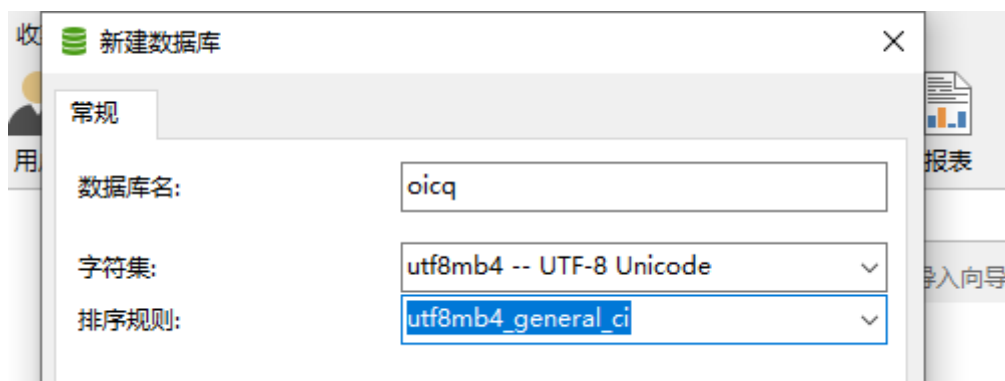 收
新建数据库
常规
用
报表
数据库名:
oicq
字符集:
utf8mb4 -- UTF-8 Unicode
导入向导
排序规则:
utf8mb4_general_ci